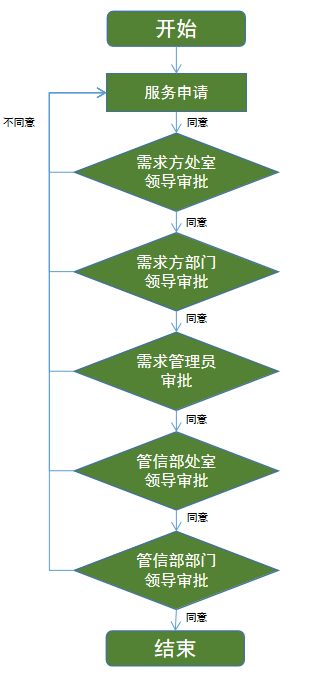 开始
服务申请
不同意
同意
需求方处室
领导审批
同意
需求方部门
领导审批
同意
需求管理员
审批
同意
管信部处室
领导审批
同意
管信部部门
领导审批
同意
结束